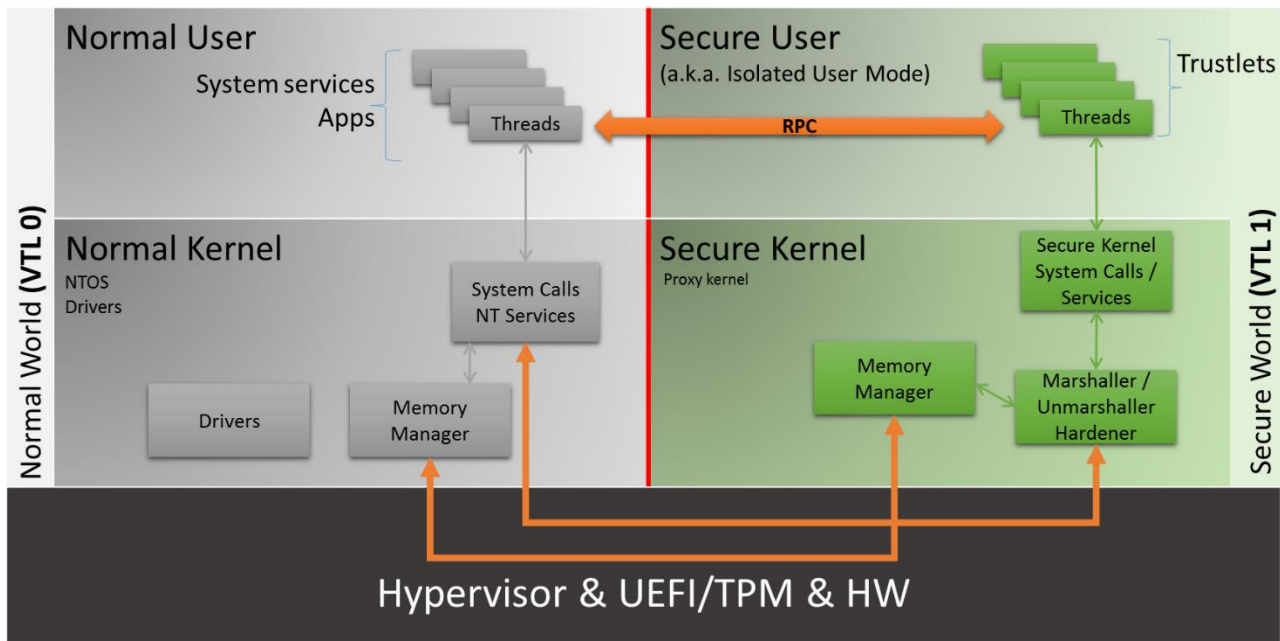 Normal User
System services
Apps
Threads
Secure User
(a.k.a. Isolated User Mode)
Trustlets
Threads
RPC
Normal World (VTL 0)
Normal Kernel
NTOS
Drivers
System Calls
NT Services
Drivers
Memory
Manager
Secure Kernel
Proxy kernel
Secure Kernel
System Calls /
Services
Memory
Manager
Marshaller /
Unmarshaller
Hardener
Secure World (VTL 1)
Hypervisor & UEFI/TPM & HW